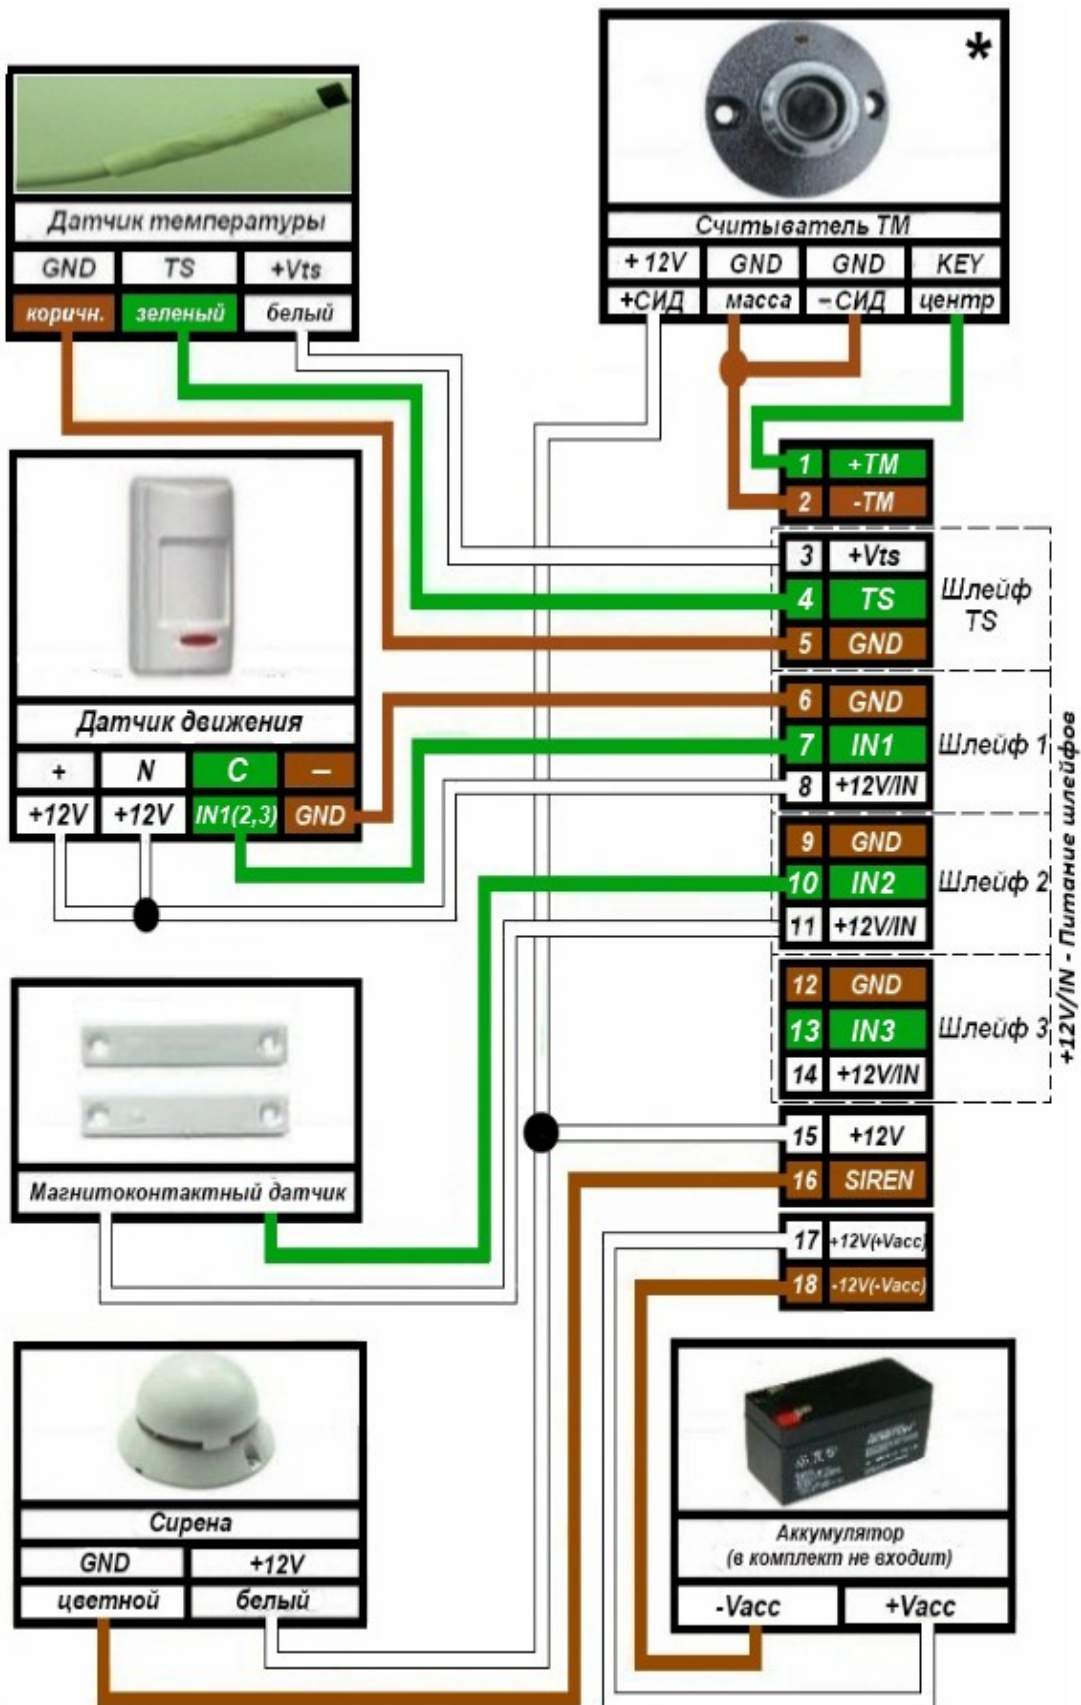 *
Датчик температуры
GND TS +Vts
коричн. зеленый белый
Считыватель ТМ
+12V GND GND KEY
+СИД масса –СИД центр
1 +TM
2 -TM
3 +Vts
4 TS
5 GND
Шлейф
TS
Датчик движения
+ N C –
+12V +12V IN1(2,3) GND
6 GND
7 IN1
8 +12V/IN
Шлейф 1
9 GND
10 IN2
11 +12V/IN
Шлейф 2
12 GND
13 IN3
14 +12V/IN
Шлейф 3
+12V/IN - Питание шлейфов
Магнитоконтактный датчик
15 +12V
16 SIREN
17 +12V(+Vacc)
18 -12V(-Vacc)
Сирена
GND +12V
цветной белый
Аккумулятор
(в комплект не входит)
-Vacc +Vacc